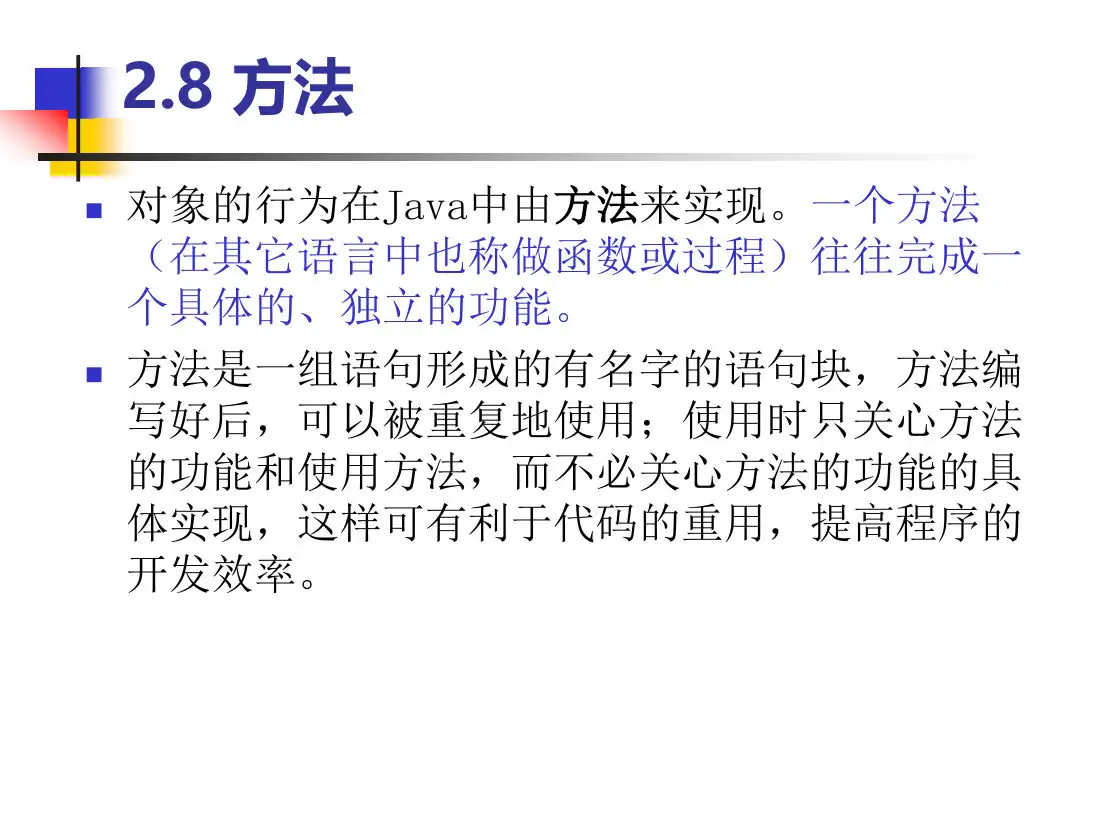 2.8 方法
对象的行为在Java中由方法来实现。一个方法
（在其它语言中也称做函数或过程）往往完成一
个具体的、独立的功能。
方法是一组语句形成的有名字的语句块，方法编
写好后，可以被重复地使用；使用时只关心方法
的功能和使用方法，而不必关心方法的功能的具
体实现，这样可有利于代码的重用，提高程序的
开发效率。